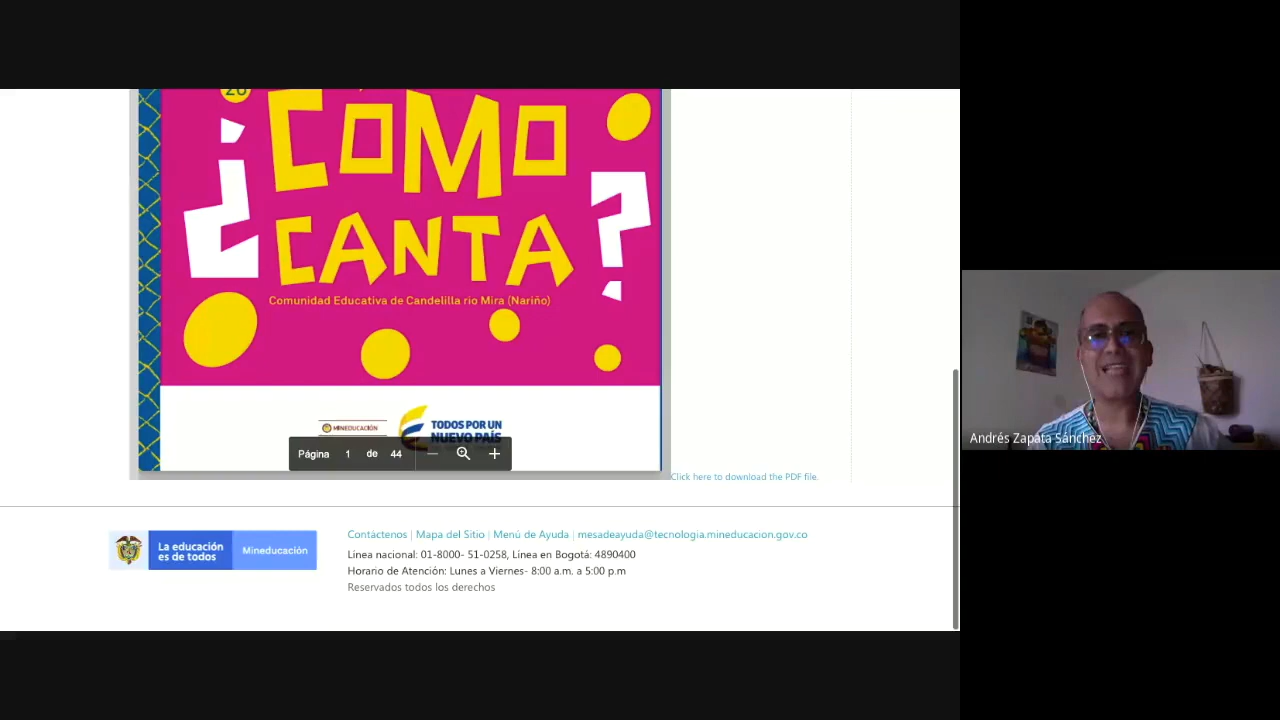 20
¿CÓMO
CANTA?
Comunidad Educativa de Candelilla río Mira (Nariño)
MINEDUCACIÓN
TODOS POR UN
NUEVO PAÍS
Página 1 de 44
Click here to download the PDF file.
La educación
es de todos
Mineducación
Contáctenos | Mapa del Sitio | Menú de Ayuda | mesadeayuda@tecnologia.mineducacion.gov.co
Línea nacional: 01-8000- 51-0258, Línea en Bogotá: 4890400
Horario de Atención: Lunes a Viernes- 8:00 a.m. a 5:00 p.m
Reservados todos los derechos
Andrés Zapata Sánchez